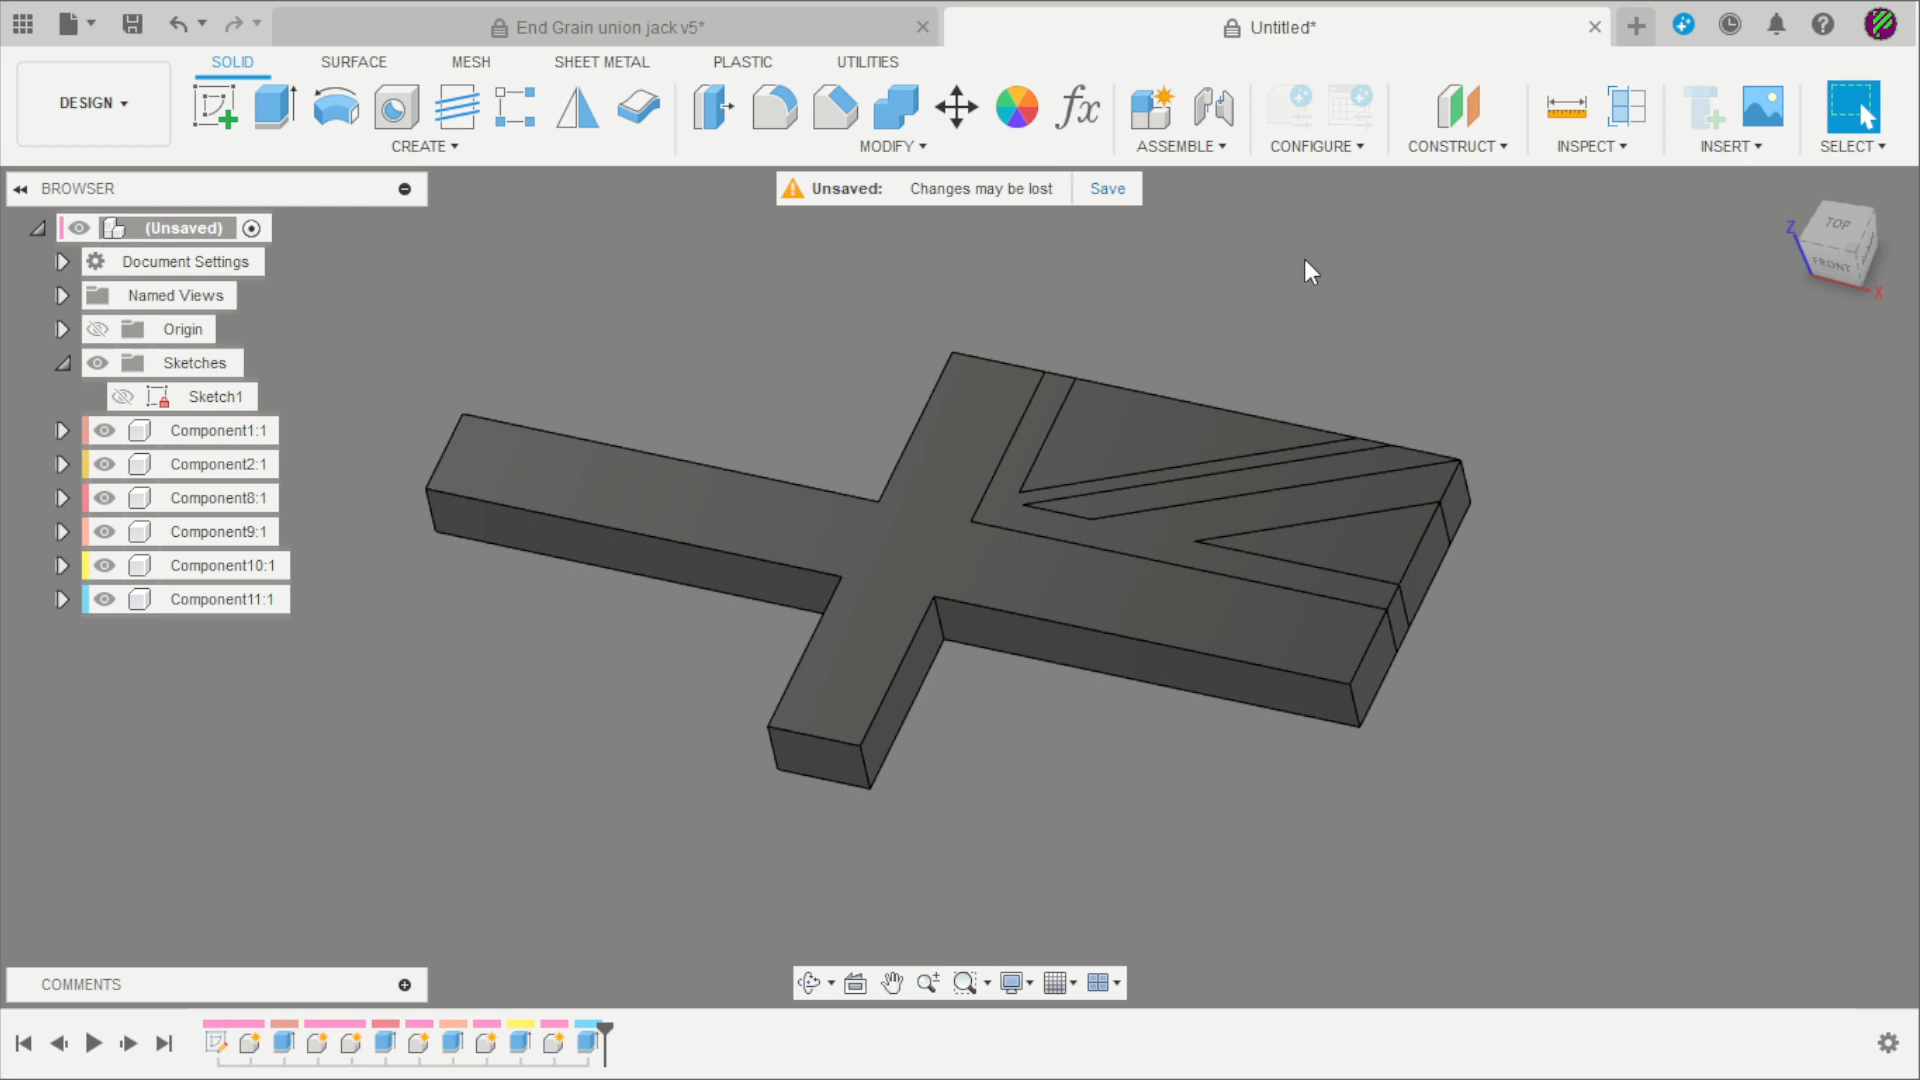 End Grain union jack v5*
Untitled*
DESIGN
SOLID
SURFACE
MESH
SHEET METAL
PLASTIC
UTILITIES
fx
CREATE
MODIFY
ASSEMBLE
CONFIGURE
CONSTRUCT
INSPECT
INSERT
SELECT
BROWSER
Unsaved: Changes may be lost Save
(Unsaved)
Document Settings
Named Views
Origin
Sketches
Sketch1
Component1:1
Component2:1
Component8:1
Component9:1
Component10:1
Component11:1
TOP
Z
FRONT
X
COMMENTS